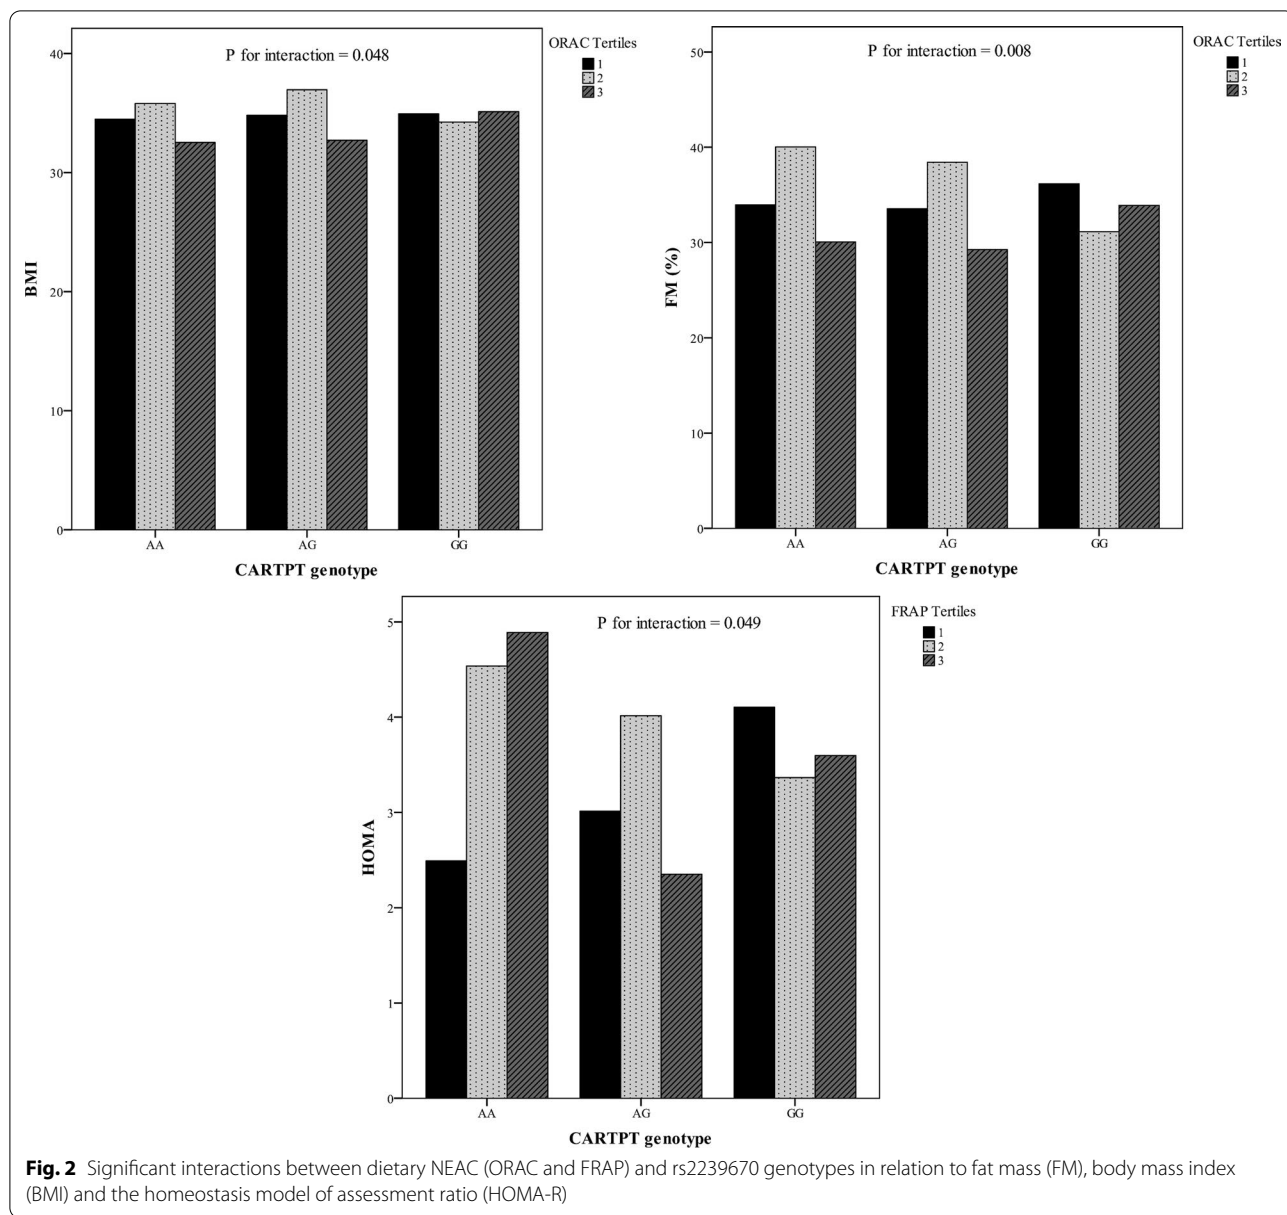 P for interaction = 0.048
ORAC Tertiles
1
2
3
40
30
20
10
0
BMI
AA
AG
GG
CARTPT genotype
P for interaction = 0.008
ORAC Tertiles
1
2
3
50
40
30
20
10
0
FM (%)
AA
AG
GG
CARTPT genotype
P for interaction = 0.049
FRAP Tertiles
1
2
3
5
4
3
2
1
0
HOMA
AA
AG
GG
CARTPT genotype
Fig. 2 Significant interactions between dietary NEAC (ORAC and FRAP) and rs2239670 genotypes in relation to fat mass (FM), body mass index
(BMI) and the homeostasis model of assessment ratio (HOMA-R)